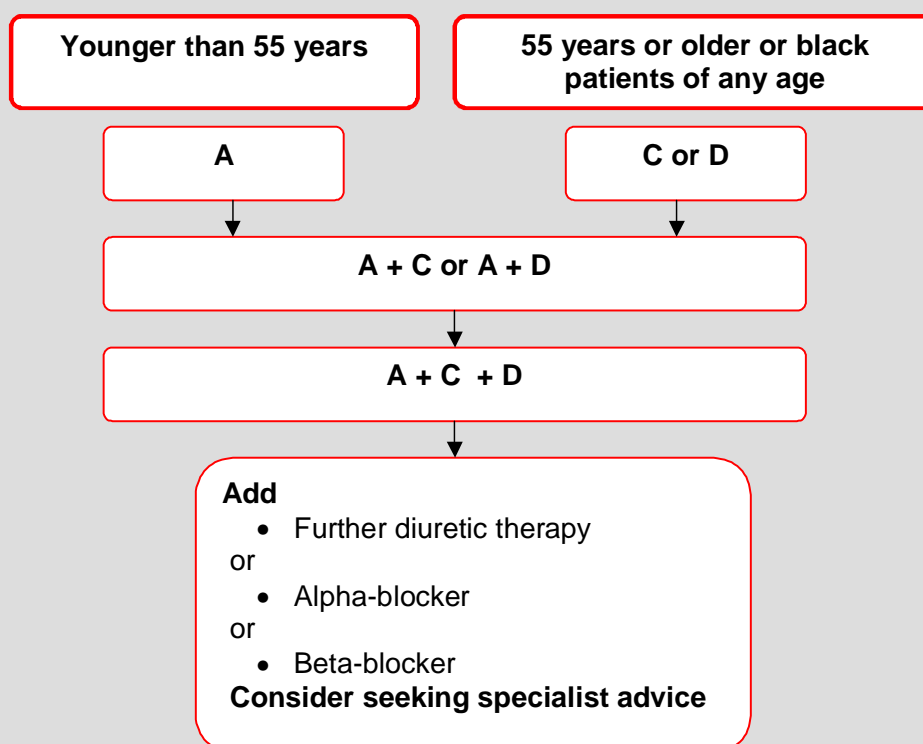 Younger than 55 years
55 years or older or black
patients of any age
A
C or D
A + C or A + D
A + C + D
Add
• Further diuretic therapy
or
• Alpha-blocker
or
• Beta-blocker
Consider seeking specialist advice